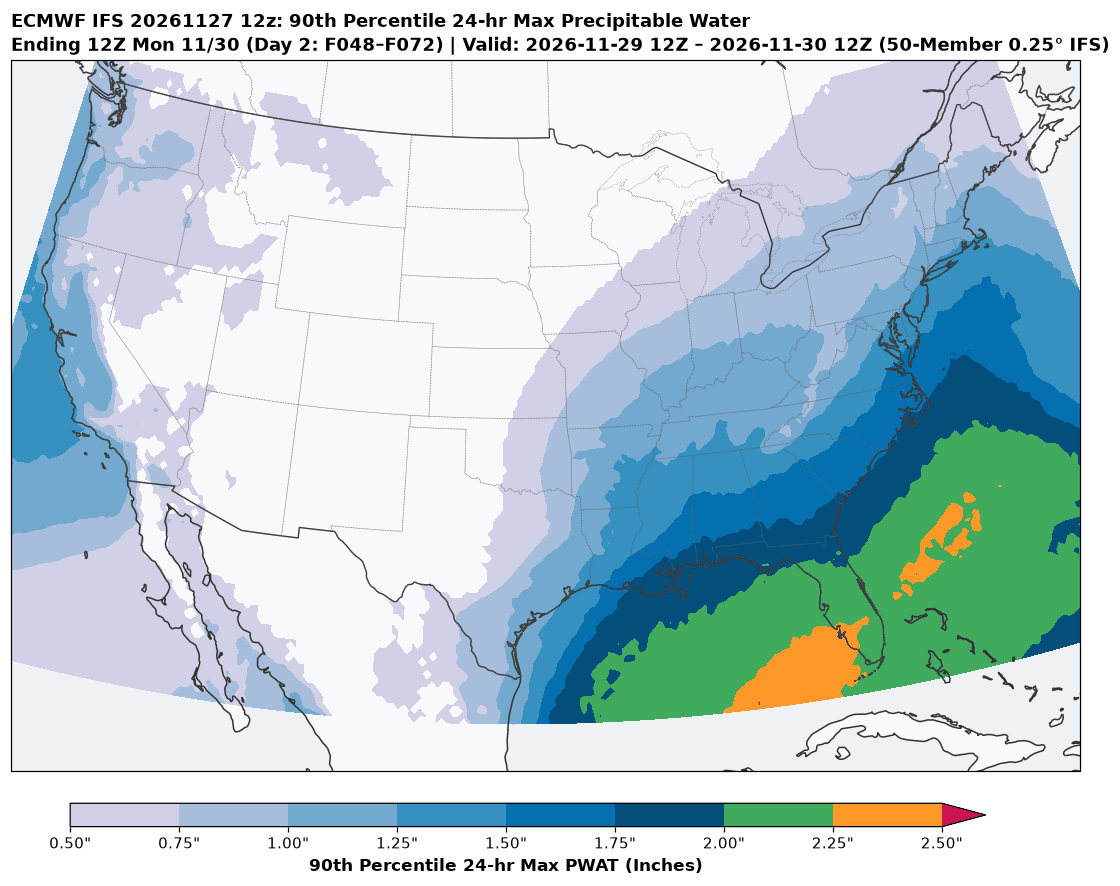 ECMWF IFS 20261127 12z: 90th Percentile 24-hr Max Precipitable Water
Ending 12Z Mon 11/30 (Day 2: F048–F072) | Valid: 2026-11-29 12Z – 2026-11-30 12Z (50-Member 0.25° IFS)
0.50" 0.75" 1.00" 1.25" 1.50" 1.75" 2.00" 2.25" 2.50"
90th Percentile 24-hr Max PWAT (Inches)